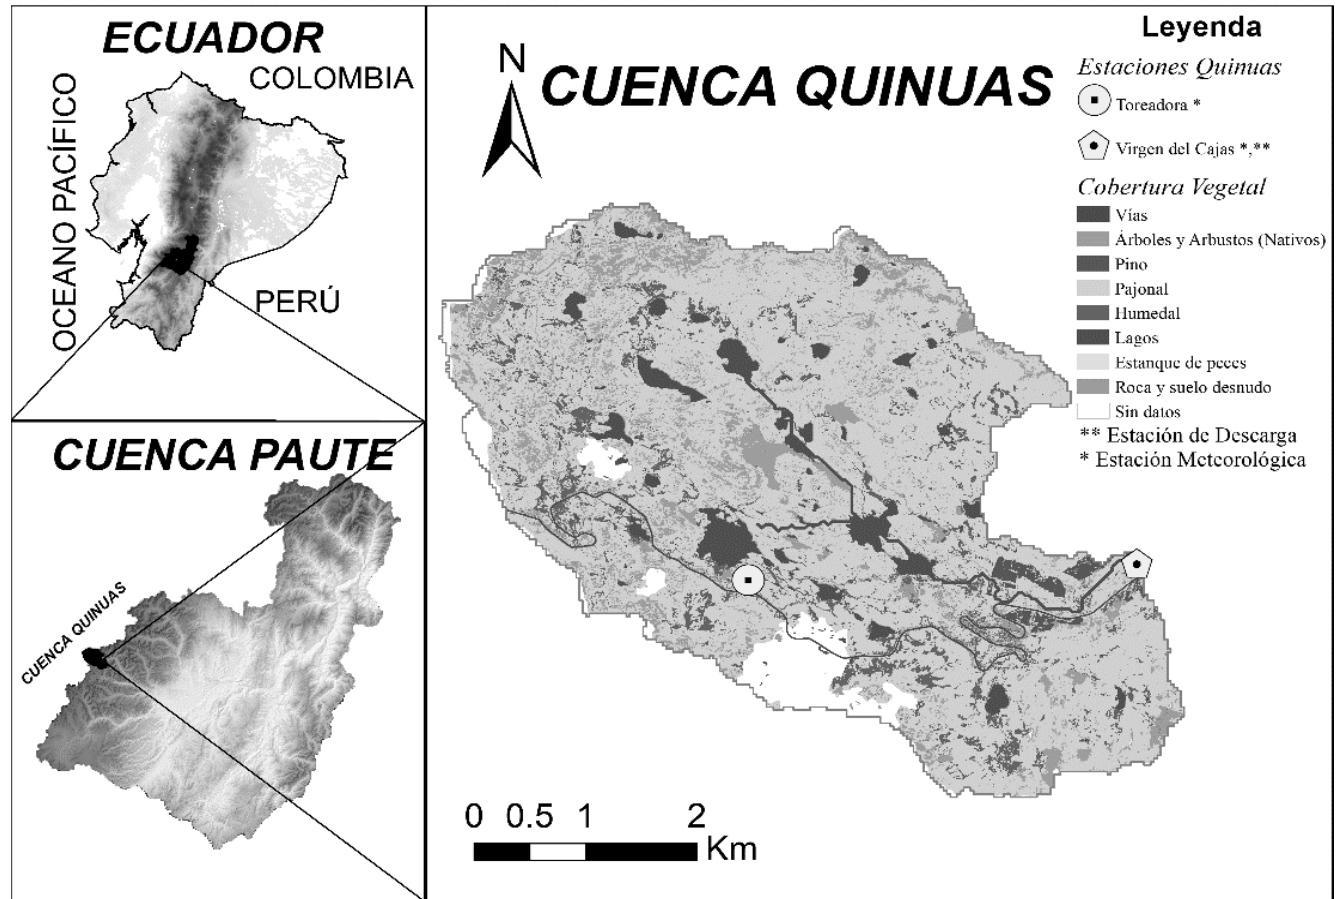 ECUADOR
COLOMBIA
OCEANO PACÍFICO
PERÚ
CUENCA PAUTE
CUENCA QUINUAS
N
CUENCA QUINUAS
0 0.5 1 2
Km
Leyenda
Estaciones Quinuas
Toreadora *
Virgen del Cajas *,**
Cobertura Vegetal
Vías
Árboles y Arbustos (Nativos)
Pino
Pajonal
Humedal
Lagos
Estanque de peces
Roca y suelo desnudo
Sin datos
** Estación de Descarga
* Estación Meteorológica